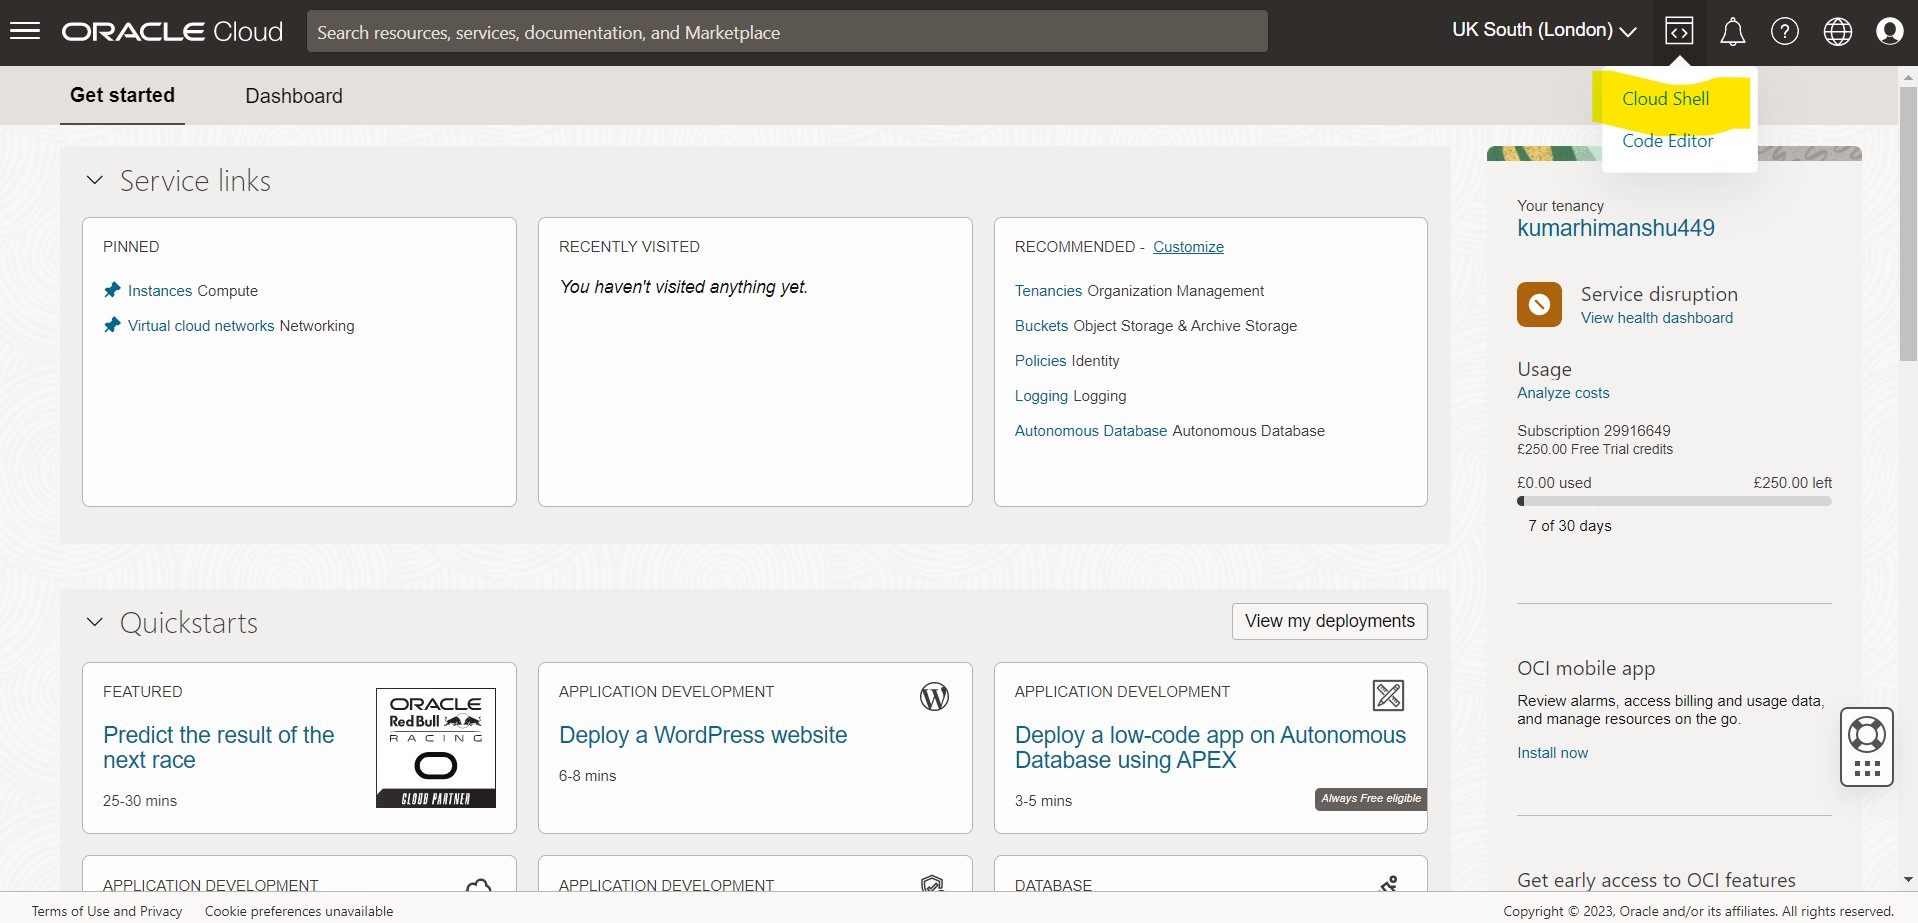 ORACLE Cloud
Search resources, services, documentation, and Marketplace
UK South (London)
Cloud Shell
Code Editor
Get started
Dashboard
Service links
PINNED
Instances Compute
Virtual cloud networks Networking
RECENTLY VISITED
You haven't visited anything yet.
RECOMMENDED - Customize
Tenancies Organization Management
Buckets Object Storage & Archive Storage
Policies Identity
Logging Logging
Autonomous Database Autonomous Database
Your tenancy
kumarhimanshu449
Service disruption
View health dashboard
Usage
Analyze costs
Subscription 29916649
£250.00 Free Trial credits
£0.00 used
£250.00 left
7 of 30 days
Quickstarts
View my deployments
FEATURED
Predict the result of the
next race
25-30 mins
ORACLE
Red Bull
RACING
CLOUD PARTNER
APPLICATION DEVELOPMENT
Deploy a WordPress website
6-8 mins
APPLICATION DEVELOPMENT
Deploy a low-code app on Autonomous
Database using APEX
3-5 mins
Always Free eligible
OCI mobile app
Review alarms, access billing and usage data,
and manage resources on the go.
Install now
APPLICATION DEVELOPMENT
APPLICATION DEVELOPMENT
DATABASE
Get early access to OCI features
Terms of Use and Privacy
Cookie preferences unavailable
Copyright © 2023, Oracle and/or its affiliates. All rights reserved.